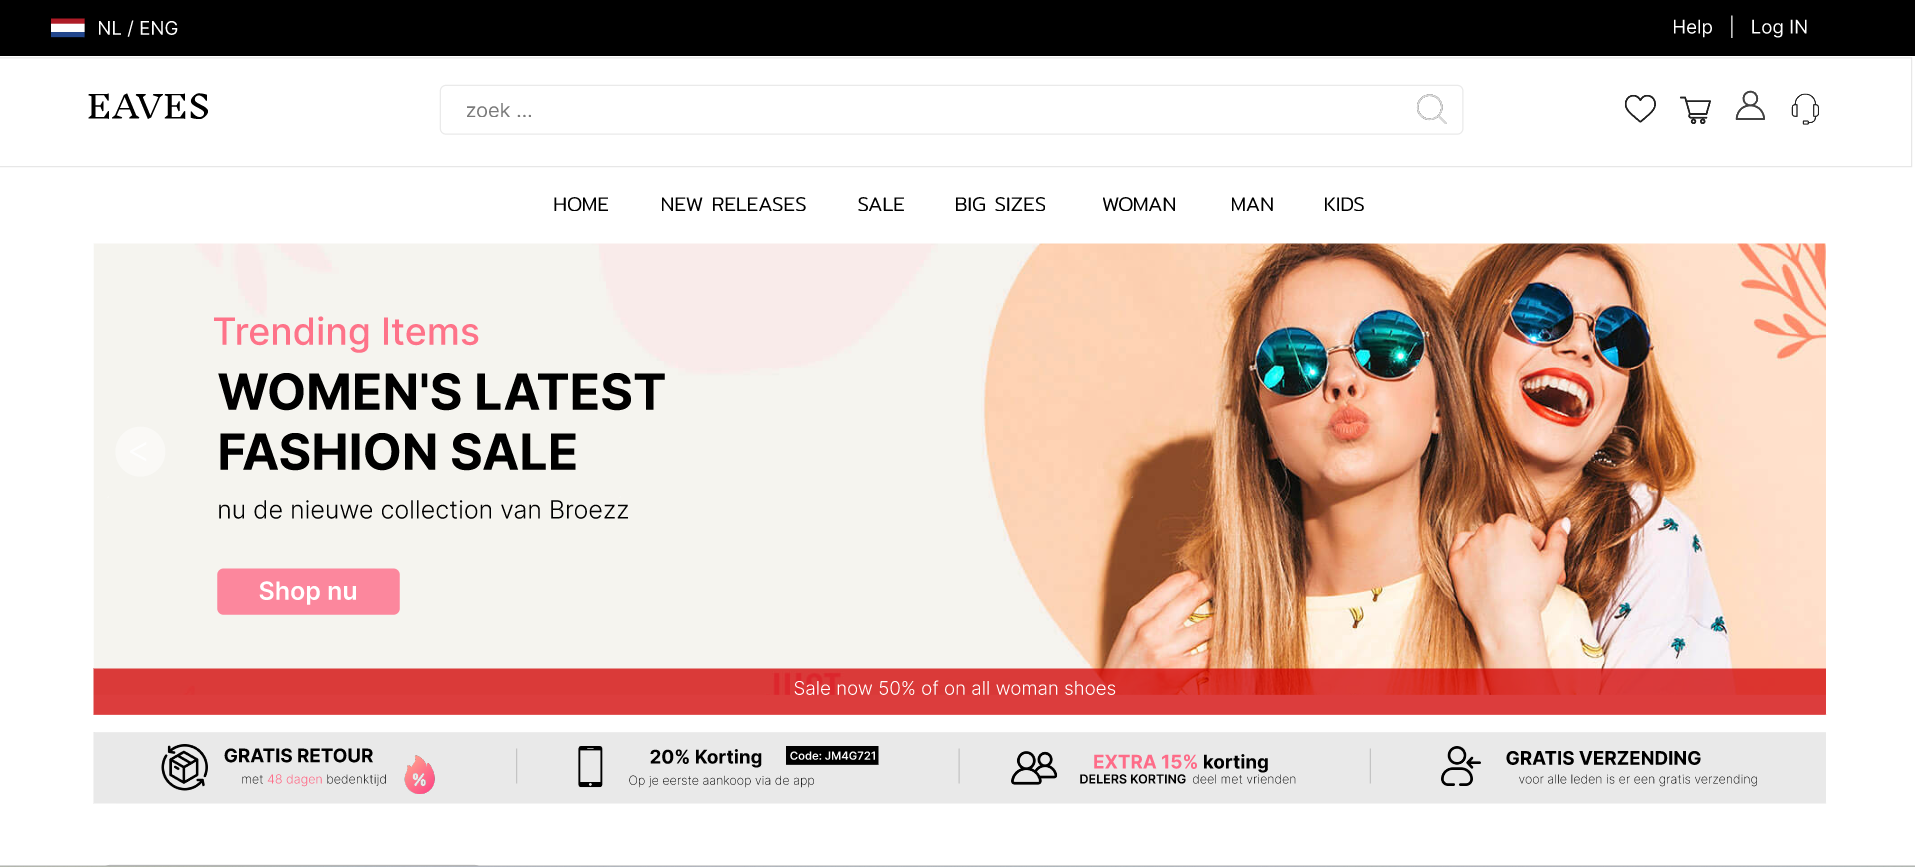 NL / ENG
Help | Log IN
EAVES
zoek ...
HOME NEW RELEASES SALE BIG SIZES WOMAN MAN KIDS
Trending Items
WOMEN'S LATEST
FASHION SALE
<
nu de nieuwe collection van Broezz
Shop nu
Sale now 50% of on all woman shoes
GRATIS RETOUR
met 48 dagen bedenktijd
%
20% Korting Code: JM4G721
Op je eerste aankoop via de app
EXTRA 15% korting
DELERS KORTING deel met vrienden
GRATIS VERZENDING
voor alle leden is er een gratis verzending